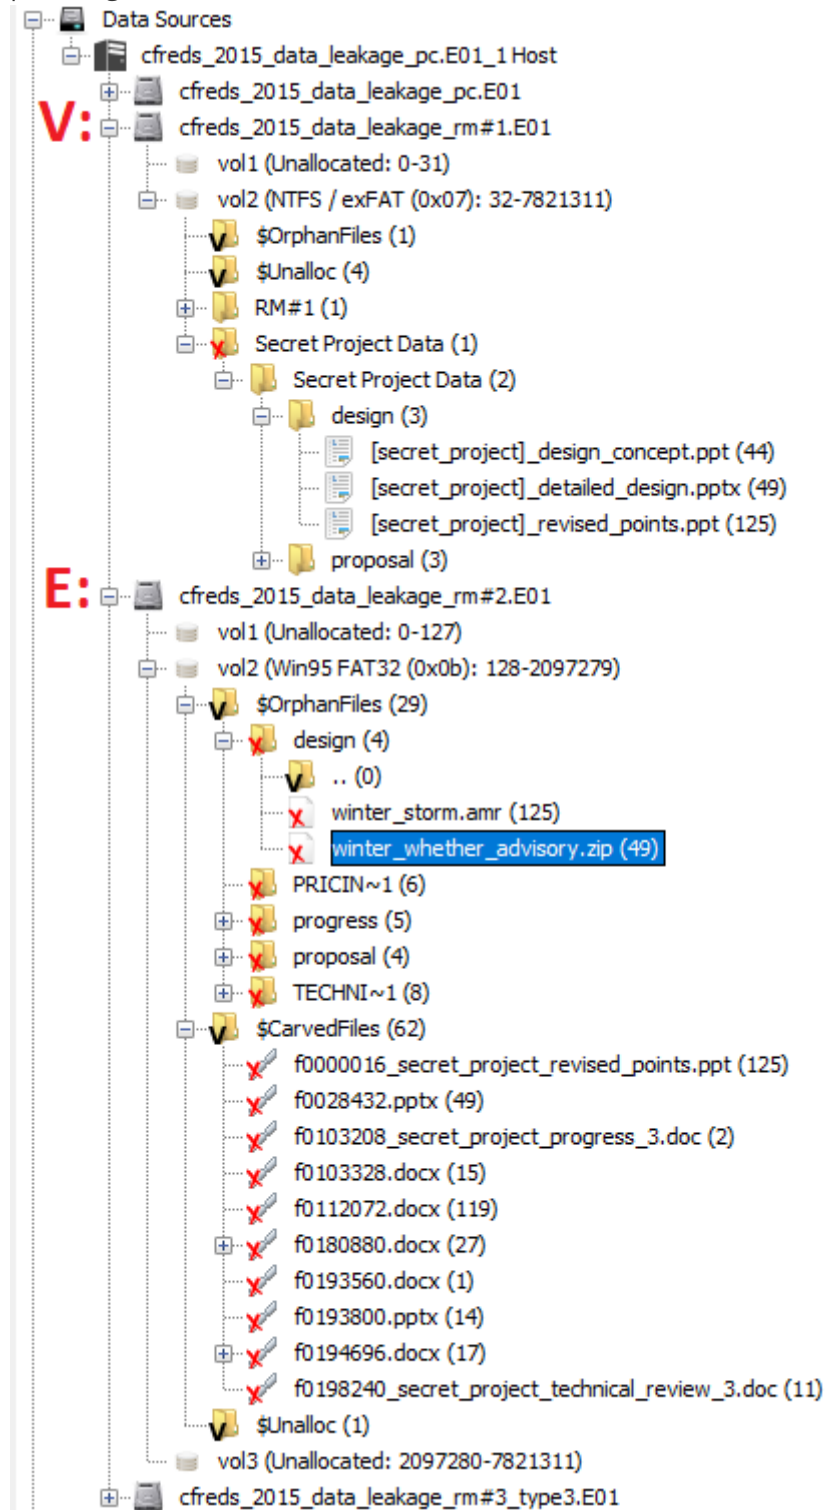 Data Sources
cfreds_2015_data_leakage_pc.E01_1 Host
cfreds_2015_data_leakage_pc.E01
V: cfreds_2015_data_leakage_rm#1.E01
vol1 (Unallocated: 0-31)
vol2 (NTFS / exFAT (0x07): 32-7821311)
$OrphanFiles (1)
$Unalloc (4)
RM#1 (1)
Secret Project Data (1)
Secret Project Data (2)
design (3)
[secret_project]_design_concept.ppt (44)
[secret_project]_detailed_design.pptx (49)
[secret_project]_revised_points.ppt (125)
proposal (3)
E: cfreds_2015_data_leakage_rm#2.E01
vol1 (Unallocated: 0-127)
vol2 (Win95 FAT32 (0x0b): 128-2097279)
$OrphanFiles (29)
design (4)
.. (0)
winter_storm.amr (125)
winter_whether_advisory.zip (49)
PRICIN~1 (6)
progress (5)
proposal (4)
TECHNI~1 (8)
$CarvedFiles (62)
f0000016_secret_project_revised_points.ppt (125)
f0028432.pptx (49)
f0103208_secret_project_progress_3.doc (2)
f0103328.docx (15)
f0112072.docx (119)
f0180880.docx (27)
f0193560.docx (1)
f0193800.pptx (14)
f0194696.docx (17)
f0198240_secret_project_technical_review_3.doc (11)
$Unalloc (1)
vol3 (Unallocated: 2097280-7821311)
cfreds_2015_data_leakage_rm#3_type3.E01